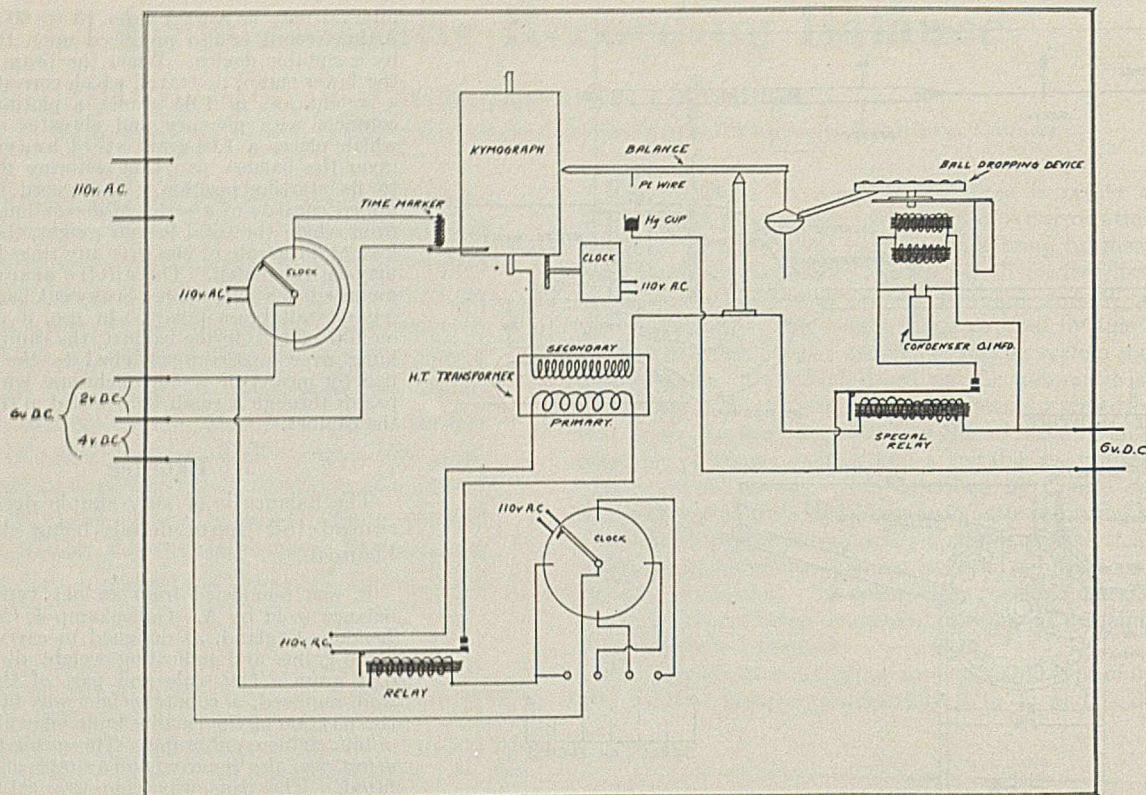 KYMOGRAPH
BALANCE
BALL DROPPING DEVICE
110v. A.C.
Pt WIRE
TIME MARKER
Hg CUP
CLOCK
CLOCK
110v A.C.
110v A.C.
CONDENSER 0.1 MFD.
SECONDARY
H.T. TRANSFORMER
PRIMARY.
2v D.C.
6v D.C.
4v D.C.
SPECIAL
RELAY
6v. D.C.
110v A.C.
CLOCK
110v. A.C.
RELAY